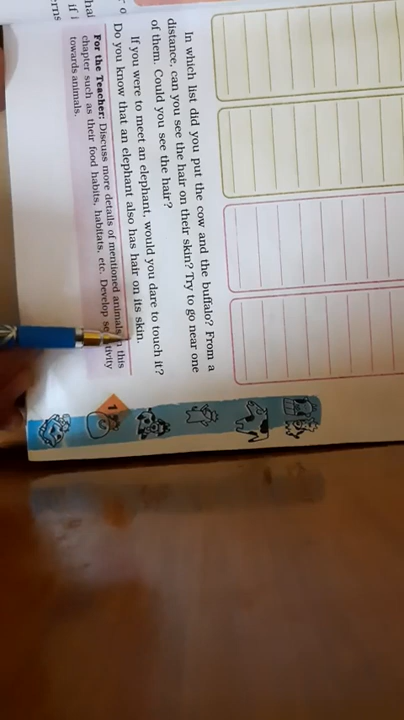 In which list did you put the cow and the buffalo? From a
distance, can you see the hair on their skin? Try to go near one
of them. Could you see the hair?
If you were to meet an elephant, would you dare to touch it?
Do you know that an elephant also has hair on its skin.
For the Teacher: Discuss more details of mentioned animals this
chapter such as their food habits, habitats, etc. Develop
towards animals.